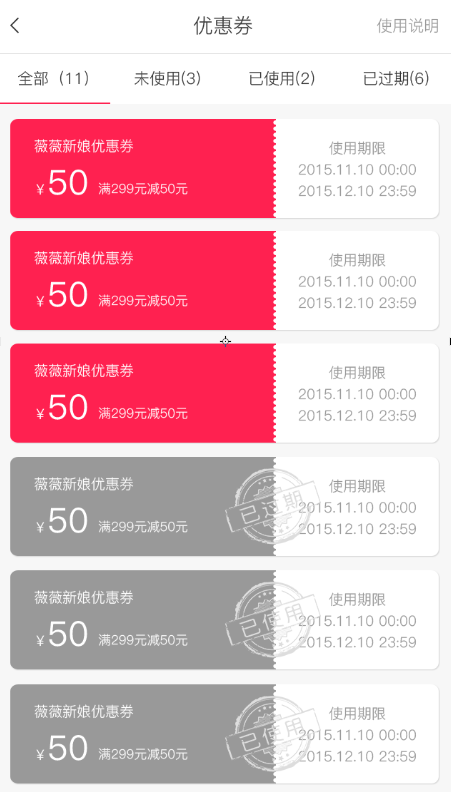 优惠券 使用说明
全部（11） 未使用(3) 已使用(2) 已过期(6)
薇薇新娘优惠券
¥50 满299元减50元
使用期限
2015.11.10 00:00
2015.12.10 23:59
薇薇新娘优惠券
¥50 满299元减50元
使用期限
2015.11.10 00:00
2015.12.10 23:59
薇薇新娘优惠券
¥50 满299元减50元
使用期限
2015.11.10 00:00
2015.12.10 23:59
薇薇新娘优惠券
¥50 满299元减50元
已过期
使用期限
2015.11.10 00:00
2015.12.10 23:59
薇薇新娘优惠券
¥50 满299元减50元
已使用
使用期限
2015.11.10 00:00
2015.12.10 23:59
薇薇新娘优惠券
¥50 满299元减50元
已使用
使用期限
2015.11.10 00:00
2015.12.10 23:59